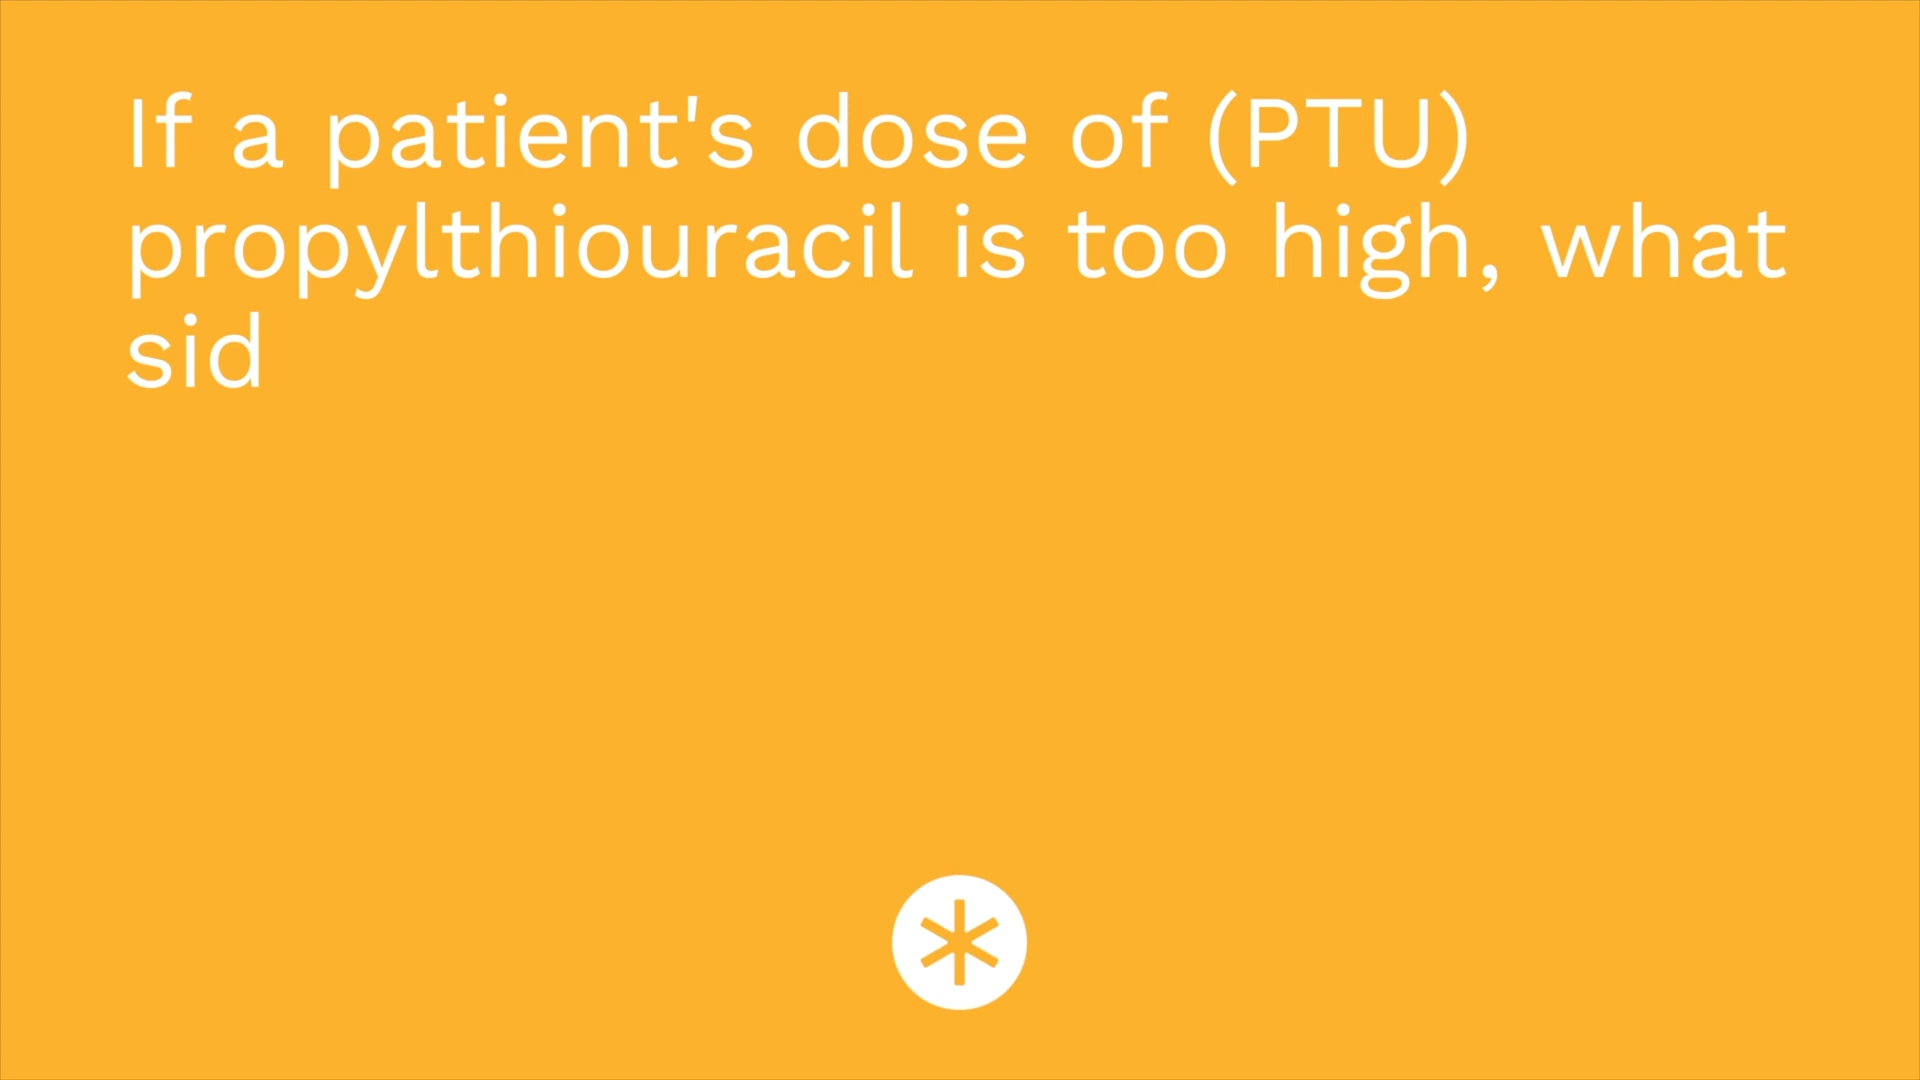 If a patient's dose of (PTU)
propylthiouracil is too high, what
sid